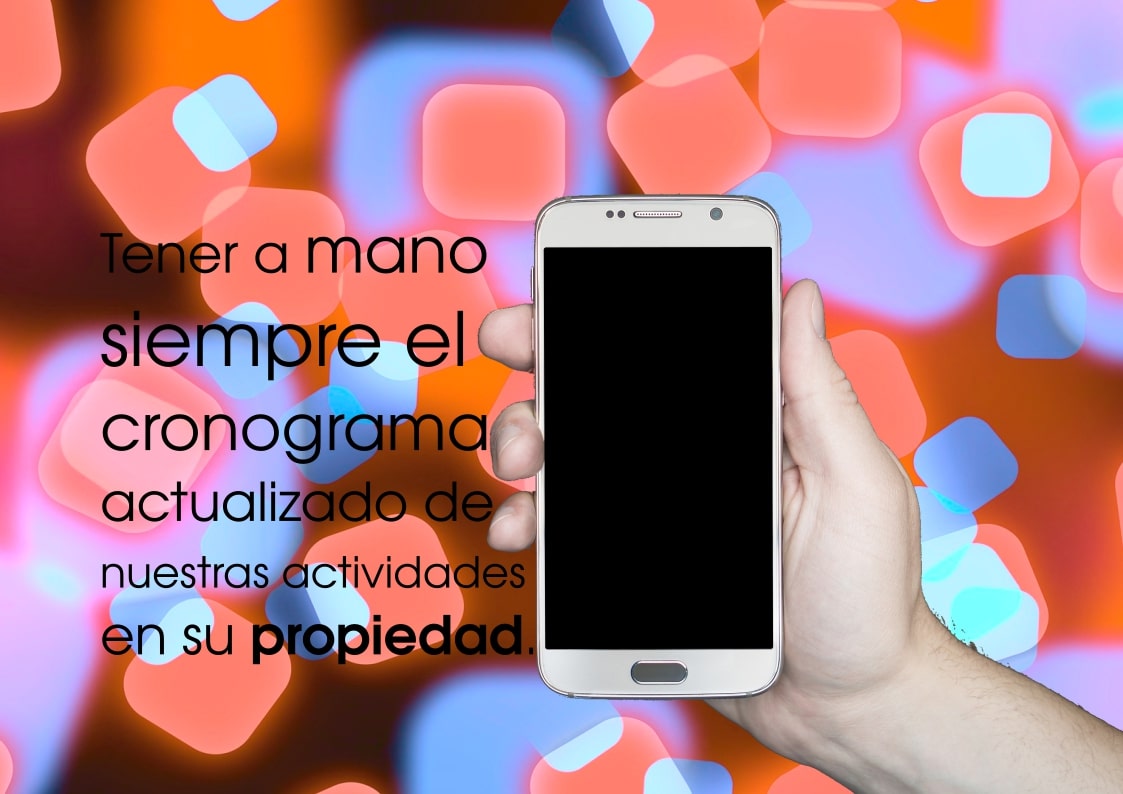 Tener a mano
siempre el
cronograma
actualizado de
nuestras actividades
en su propiedad.